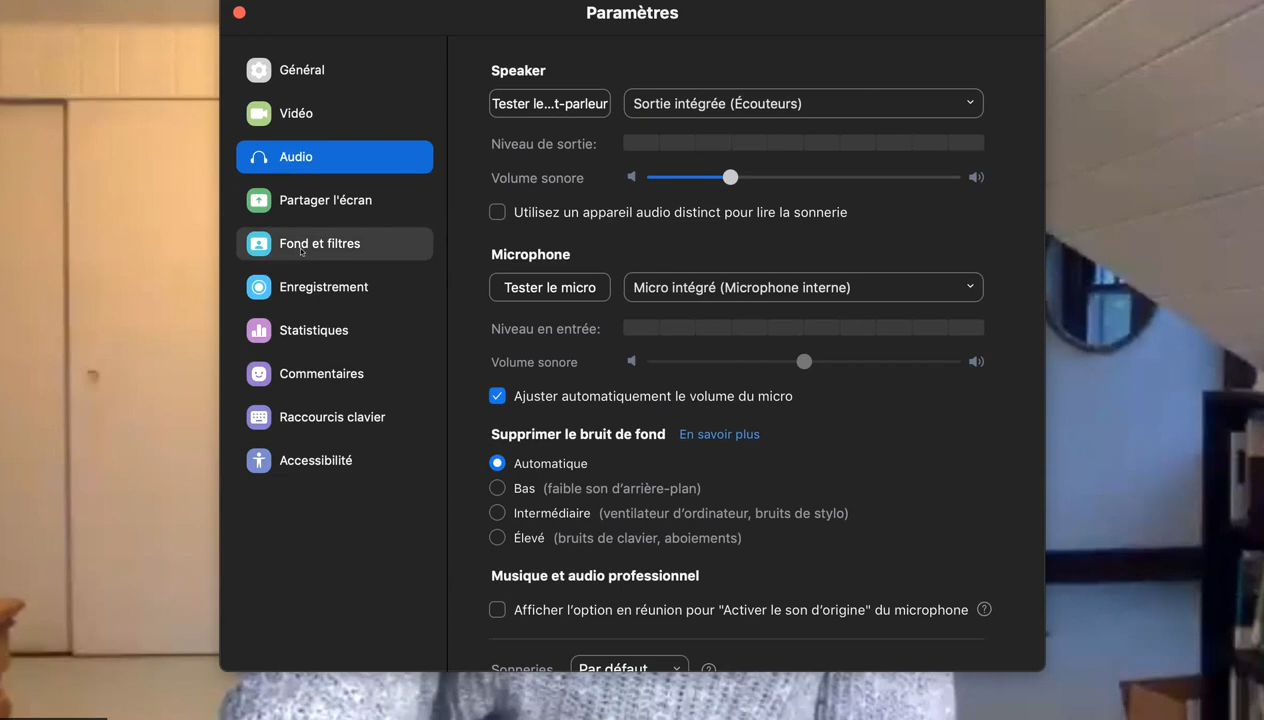 Paramètres
Général
Vidéo
Audio
Partager l'écran
Fond et filtres
Enregistrement
Statistiques
Commentaires
Raccourcis clavier
Accessibilité
Speaker
Tester le...t-parleur
Sortie intégrée (Écouteurs)
Niveau de sortie:
Volume sonore
Utilisez un appareil audio distinct pour lire la sonnerie
Microphone
Tester le micro
Micro intégré (Microphone interne)
Niveau en entrée:
Volume sonore
Ajuster automatiquement le volume du micro
Supprimer le bruit de fond En savoir plus
Automatique
Bas (faible son d'arrière-plan)
Intermédiaire (ventilateur d'ordinateur, bruits de stylo)
Élevé (bruits de clavier, aboiements)
Musique et audio professionnel
Afficher l'option en réunion pour "Activer le son d'origine" du microphone ?
Sonneries Par défaut ?